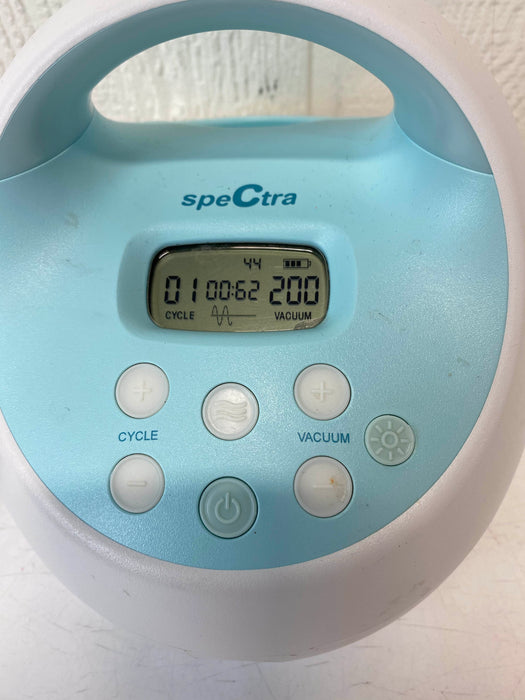 speCtra
44
01 00:62 200
CYCLE VACUUM
+ +
CYCLE VACUUM
- -